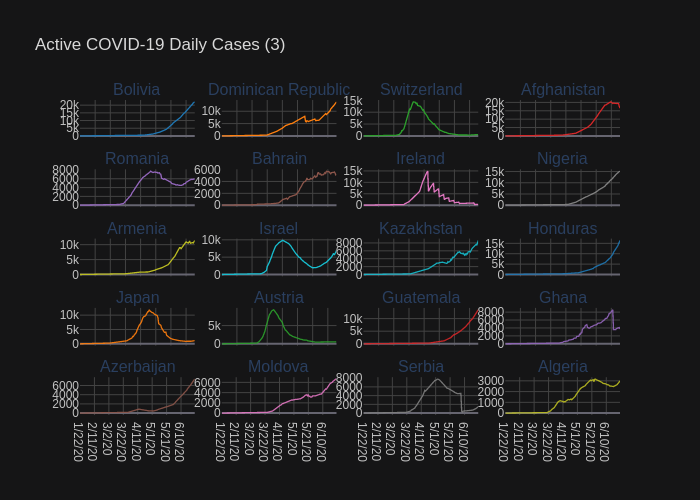 Active COVID-19 Daily Cases (3)
Bolivia
Dominican Republic
Switzerland
Afghanistan
20k
15k
10k
5k
0
10k
5k
0
15k
10k
5k
0
20k
15k
10k
5k
0
Romania
Bahrain
Ireland
Nigeria
8000
6000
4000
2000
0
6000
4000
2000
0
15k
10k
5k
0
15k
10k
5k
0
Armenia
Israel
Kazakhstan
Honduras
10k
5k
0
10k
5k
0
8000
6000
4000
2000
0
15k
10k
5k
0
Japan
Austria
Guatemala
Ghana
10k
5k
0
5k
0
10k
5k
0
8000
6000
4000
2000
0
Azerbaijan
Moldova
Serbia
Algeria
6000
4000
2000
0
6000
4000
2000
0
8000
6000
4000
2000
0
3000
2000
1000
0
1/22/20
2/11/20
3/2/20
3/22/20
4/11/20
5/1/20
5/21/20
6/10/20
1/22/20
2/11/20
3/2/20
3/22/20
4/11/20
5/1/20
5/21/20
6/10/20
1/22/20
2/11/20
3/2/20
3/22/20
4/11/20
5/1/20
5/21/20
6/10/20
1/22/20
2/11/20
3/2/20
3/22/20
4/11/20
5/1/20
5/21/20
6/10/20